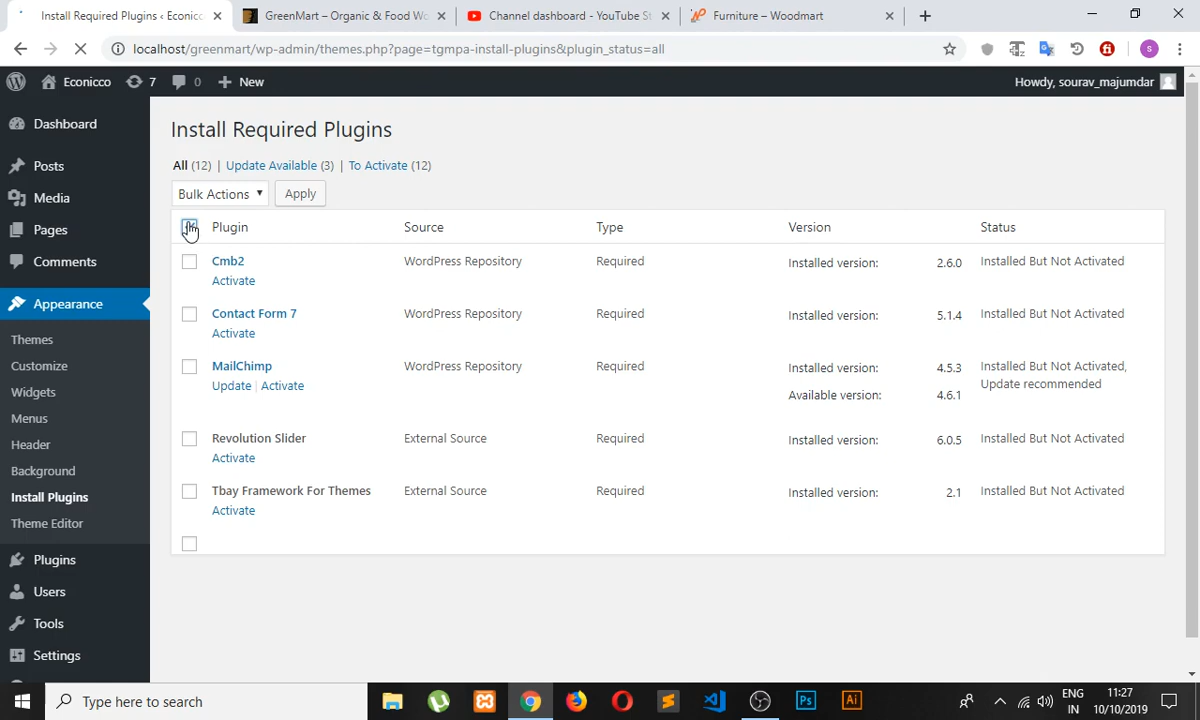 Install Required Plugins ‹ Econicc
GreenMart – Organic & Food Wo
Channel dashboard - YouTube St
Furniture – Woodmart
localhost/greenmart/wp-admin/themes.php?page=tgmpa-install-plugins&plugin_status=all
S
Econicco
7
0
New
Howdy, sourav_majumdar
Dashboard
Posts
Media
Pages
Comments
Appearance
Themes
Customize
Widgets
Menus
Header
Background
Install Plugins
Theme Editor
Plugins
Users
Tools
Settings
Install Required Plugins
All (12) | Update Available (3) | To Activate (12)
Bulk Actions
Apply
Plugin Source Type Version Status
Cmb2 WordPress Repository Required Installed version: 2.6.0 Installed But Not Activated
Activate
Contact Form 7 WordPress Repository Required Installed version: 5.1.4 Installed But Not Activated
Activate
MailChimp WordPress Repository Required Installed version: 4.5.3 Installed But Not Activated,
Update | Activate Update recommended
Available version: 4.6.1
Revolution Slider External Source Required Installed version: 6.0.5 Installed But Not Activated
Activate
Tbay Framework For Themes External Source Required Installed version: 2.1 Installed But Not Activated
Activate
Type here to search
Ps
Ai
ENG
IN
11:27
10/10/2019